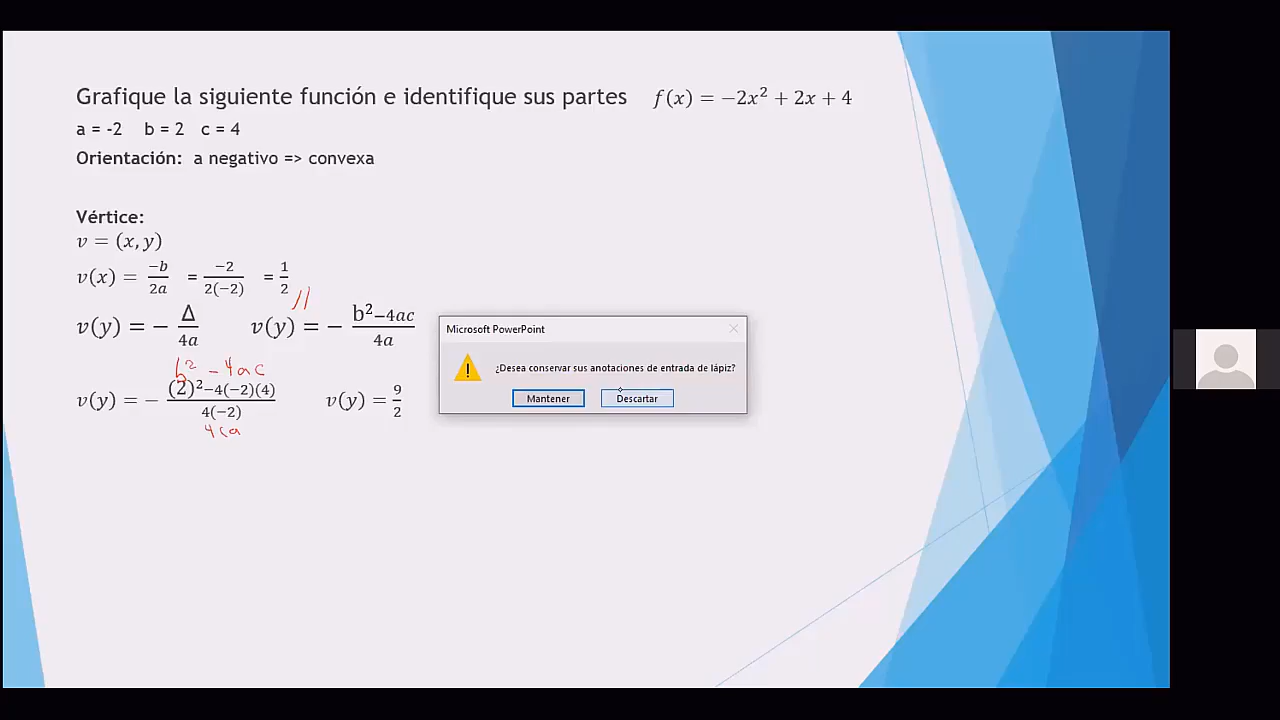 Grafique la siguiente función e identifique sus partes f(x) = −2x² + 2x + 4
a = -2 b = 2 c = 4
Orientación: a negativo => convexa
Vértice:
v = (x, y)
v(x) = −b/2a = −2/2(−2) = 1/2
//
v(y) = − Δ/4a v(y) = − b²−4ac/4a
b² − 4ac
v(y) = − (2)²−4(−2)(4)/4(−2) v(y) = 9/2
Microsoft PowerPoint
¿Desea conservar sus anotaciones de entrada de lápiz?
Mantener Descartar